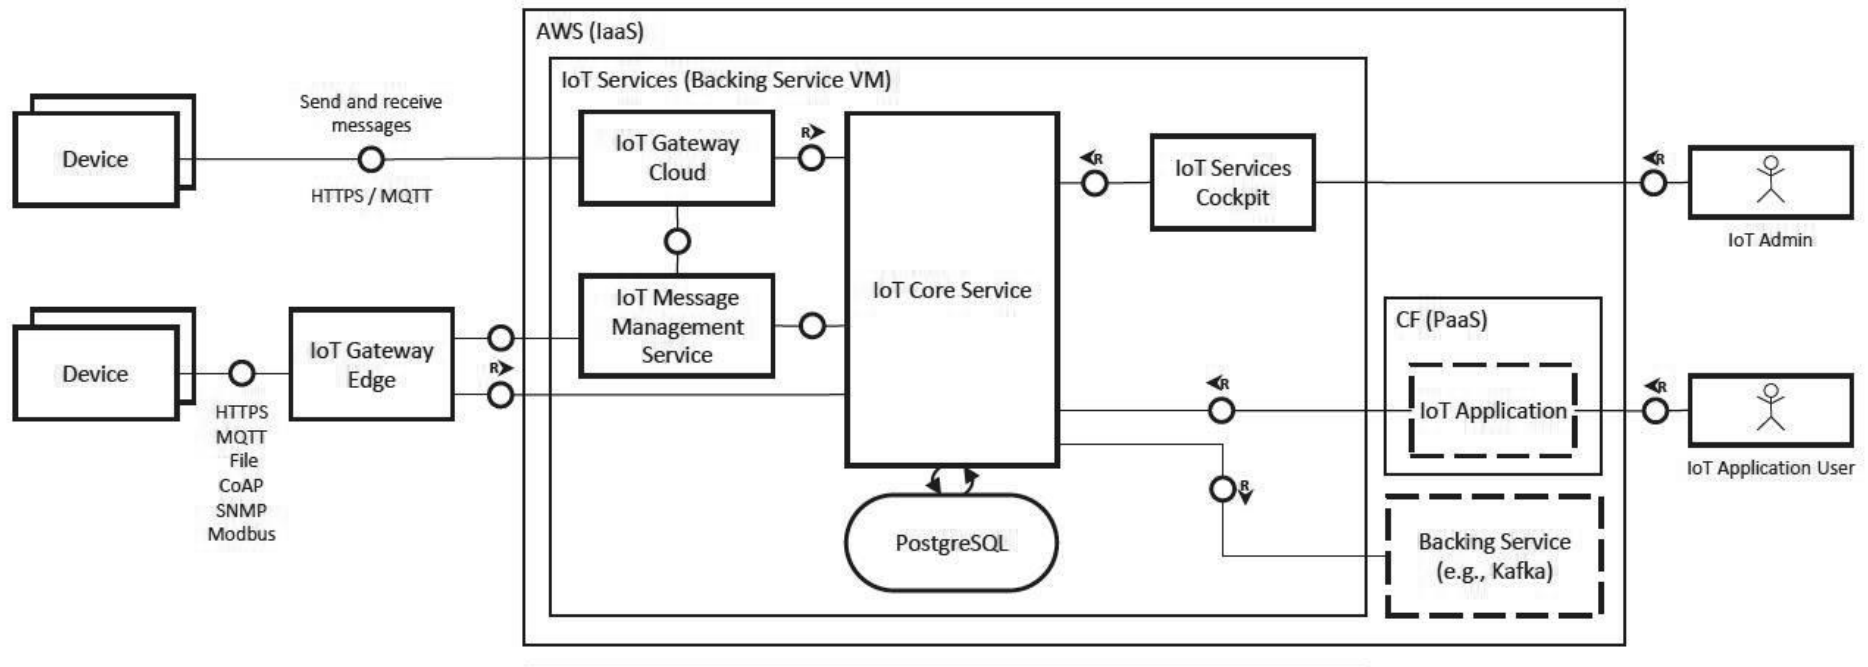 AWS (IaaS)
IoT Services (Backing Service VM)
Send and receive
messages
HTTPS / MQTT
Device
IoT Gateway
Cloud
R
IoT Core Service
R
IoT Services
Cockpit
R
IoT Admin
Device
HTTPS
MQTT
File
CoAP
SNMP
Modbus
IoT Gateway
Edge
R
IoT Message
Management
Service
CF (PaaS)
R
IoT Application
R
IoT Application User
R
PostgreSQL
Backing Service
(e.g., Kafka)